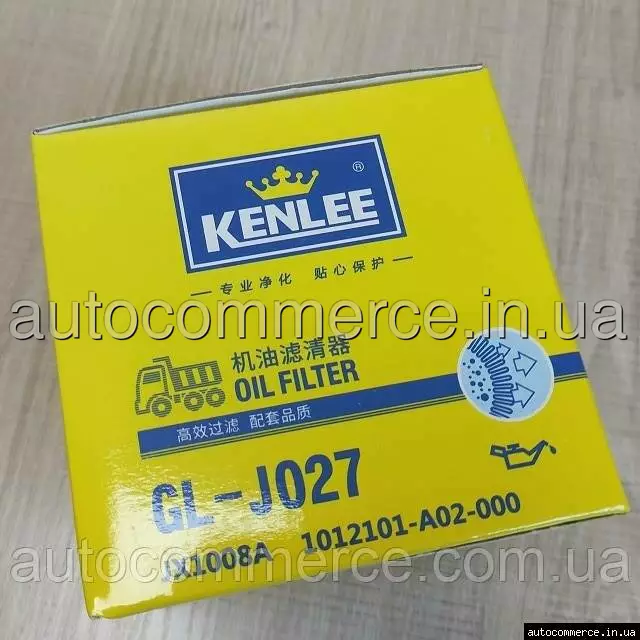 KENLEE ®
专业净化 贴心保护
autocommerce.in.ua
机油滤清器
OIL FILTER
高效过滤 配套品质
GL-J027
JX1008A 1012101-A02-000
autocommerce.com.ua
autocommerce.in.ua